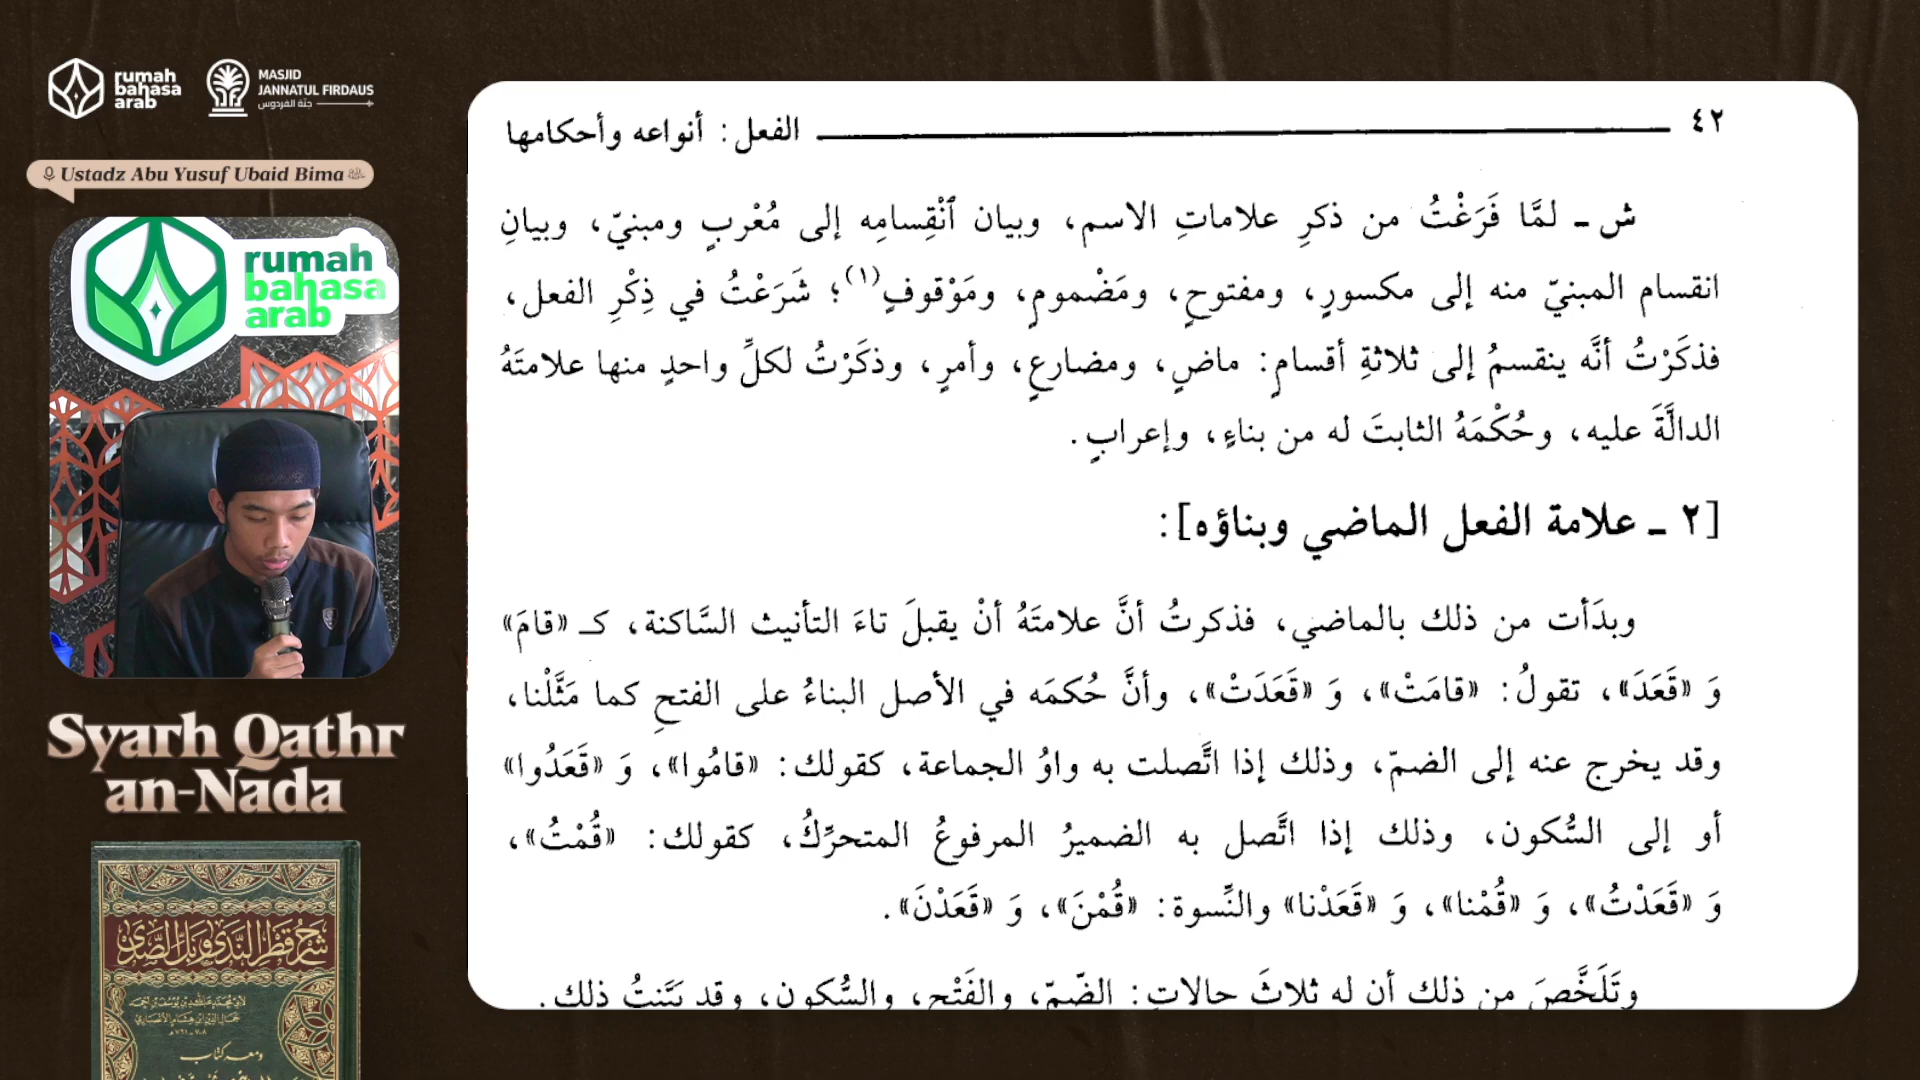 rumah
bahasa
arab
MASJID
JANNATUL FIRDAUS
جنة الفردوس
Ustadz Abu Yusuf Ubaid Bima
rumah
bahasa
arab
Syarh Qathr
an-Nada
شرح قطر الندى وبل الصدى
ومعه كتاب
٤٢ الفعل: أنواعه وأحكامها
ش ـ لمَّا فَرَغْتُ من ذكرِ علاماتِ الاسم، وبيان ٱنْقِسامِه إلى مُعْربٍ ومبنيّ، وبيانِ
انقسام المبنيّ منه إلى مكسورٍ، ومفتوحٍ، ومَضْمومٍ، ومَوْقوفٍ(١)؛ شَرَعْتُ في ذِكْرِ الفعل،
فذكَرْتُ أنَّه ينقسمُ إلى ثلاثةِ أقسامٍ: ماضٍ، ومضارعٍ، وأمرٍ، وذكَرْتُ لكلِّ واحدٍ منها علامتَهُ
الدالَّةَ عليه، وحُكْمَهُ الثابتَ له من بناءٍ، وإعرابٍ.
[٢ ـ علامة الفعل الماضي وبناؤه]:
وبدَأت من ذلك بالماضي، فذكرتُ أنَّ علامتَهُ أنْ يقبلَ تاءَ التأنيث السَّاكنة، كـ «قامَ»
وَ «قَعَدَ»، تقولُ: «قامَتْ»، وَ «قَعَدَتْ»، وأنَّ حُكمَه في الأصل البناءُ على الفتحِ كما مَثَّلْنا،
وقد يخرج عنه إلى الضمّ، وذلك إذا اتَّصلت به واوُ الجماعة، كقولك: «قامُوا»، وَ «قَعَدُوا»
أو إلى السُّكون، وذلك إذا اتَّصل به الضميرُ المرفوعُ المتحرِّكُ، كقولك: «قُمْتُ»،
وَ «قَعَدْتُ»، وَ «قُمْنا»، وَ «قَعَدْنا» والنِّسوة: «قُمْنَ»، وَ «قَعَدْنَ».
وتَلَخَّصَ من ذلك أن له ثلاثَ حالاتٍ: الضّمّ، والفَتْح، والسُّكون، وقد بَيَّنتُ ذلك.